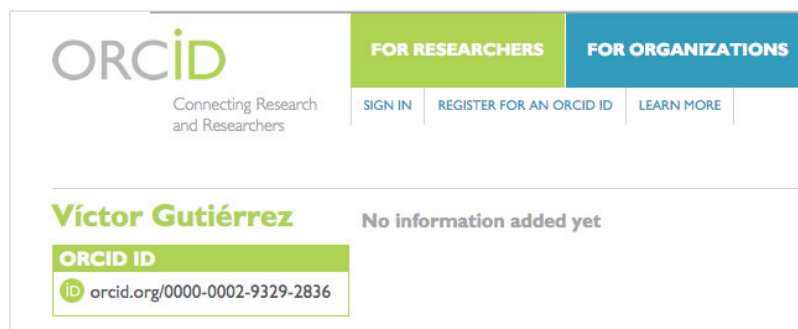 ORCiD
Connecting Research
and Researchers
FOR RESEARCHERS
FOR ORGANIZATIONS
SIGN IN
REGISTER FOR AN ORCID ID
LEARN MORE
Víctor Gutiérrez
No information added yet
ORCID ID
iD orcid.org/0000-0002-9329-2836